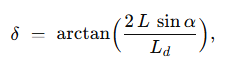 δ = arctan(2 L sin α / L_d),